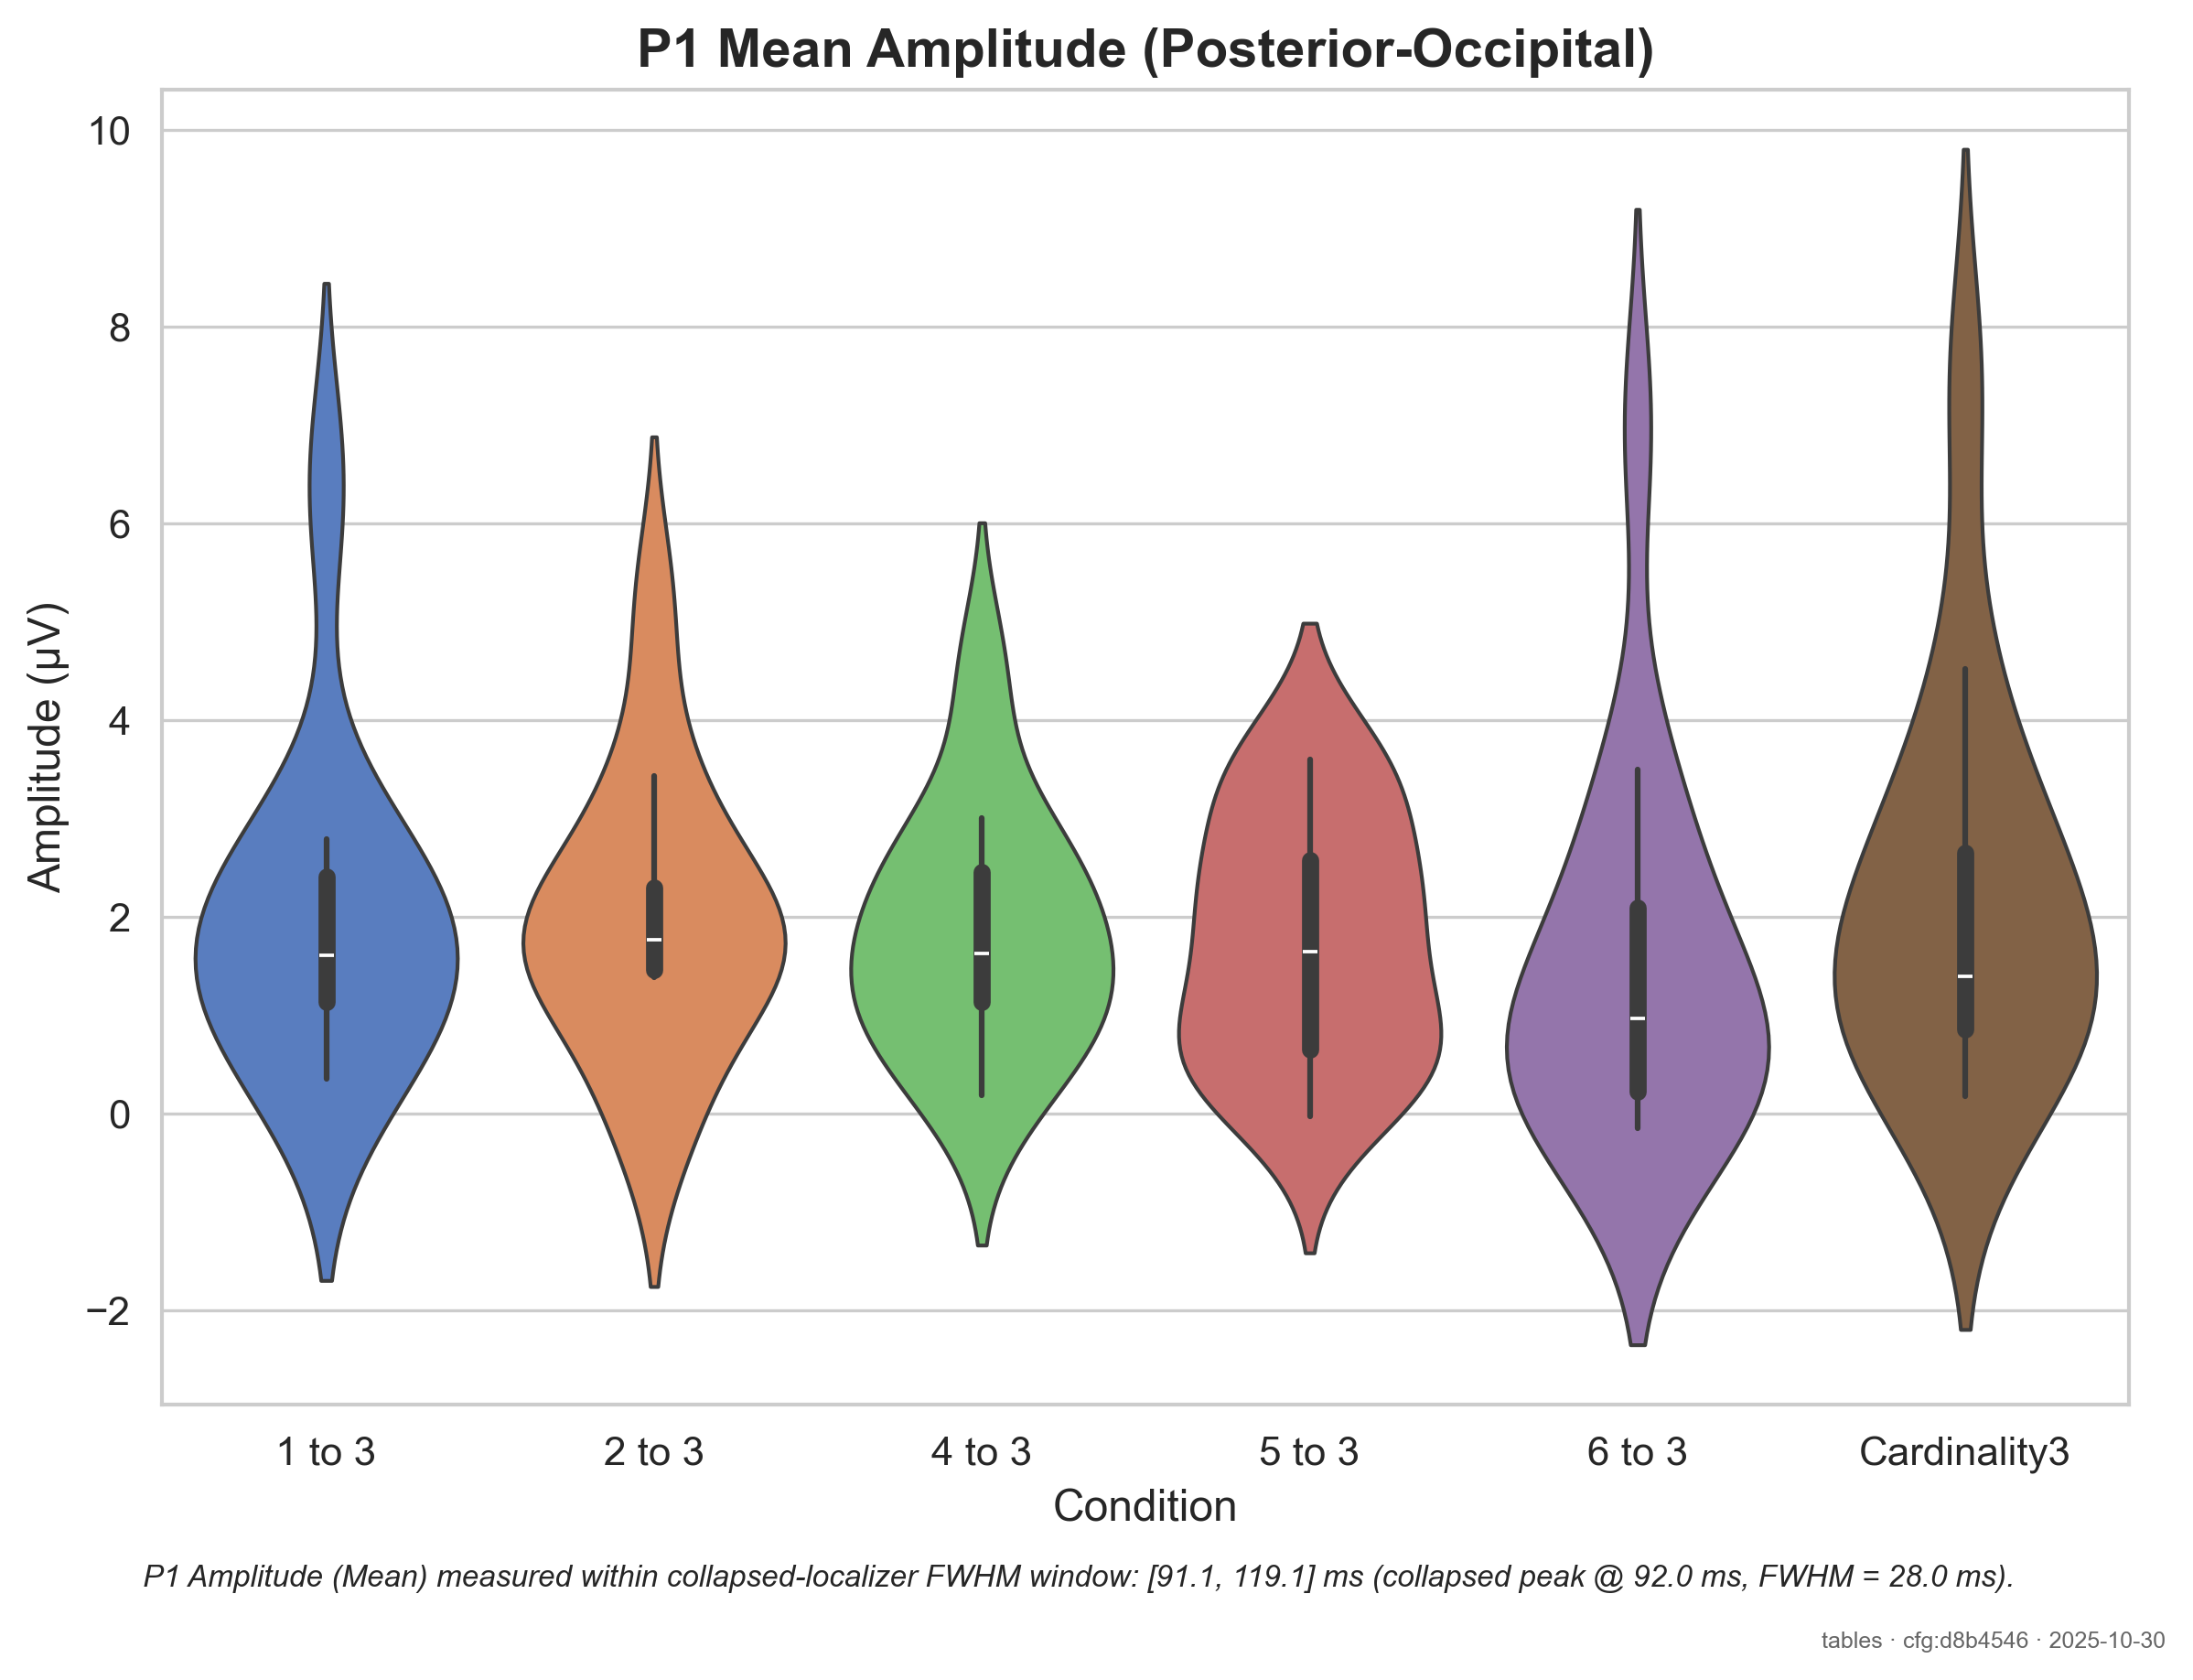 P1 Mean Amplitude (Posterior-Occipital)
Amplitude (µV)
10
8
6
4
2
0
−2
1 to 3
2 to 3
4 to 3
5 to 3
6 to 3
Cardinality3
Condition
P1 Amplitude (Mean) measured within collapsed-localizer FWHM window: [91.1, 119.1] ms (collapsed peak @ 92.0 ms, FWHM = 28.0 ms).
tables · cfg:d8b4546 · 2025-10-30